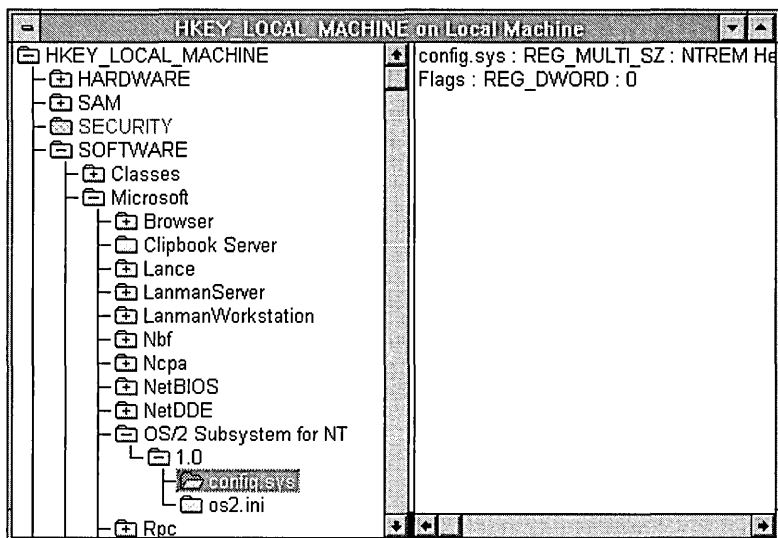 HKEY_LOCAL_MACHINE on Local Machine
HKEY_LOCAL_MACHINE
HARDWARE
SAM
SECURITY
SOFTWARE
Classes
Microsoft
Browser
Clipbook Server
Lance
LanmanServer
LanmanWorkstation
Nbf
Ncpa
NetBIOS
NetDDE
OS/2 Subsystem for NT
1.0
config.sys
os2.ini
Rpc
config.sys : REG_MULTI_SZ : NTREM He
Flags : REG_DWORD : 0